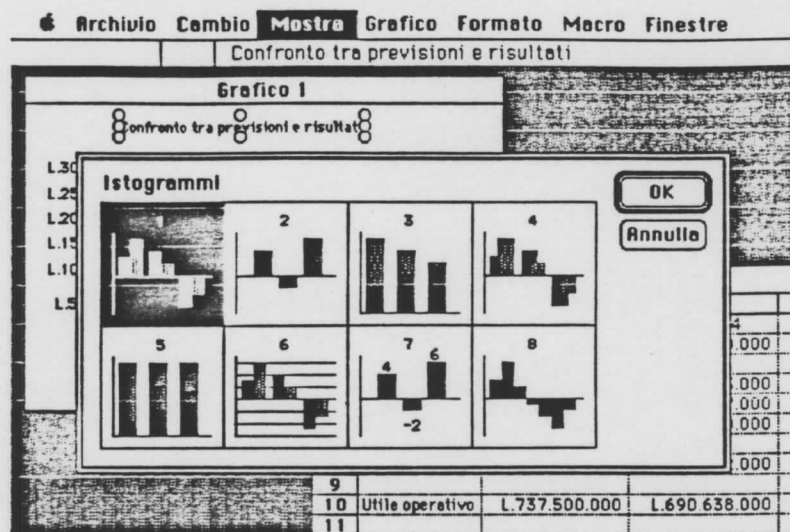 Archivio Cambio Mostra Grafico Formato Macro Finestre
Confronto tra previsioni e risultati
Grafico 1
Confronto tra previsioni e risultat
L.30
L.25
L.20
L.15
L.10
L.5
Istogrammi
OK
Annulla
2 3 4
5 6 7 8
4 6
-2
4
.000
.000
.000
.000
.000
9
10 Utile operativo L.737.500.000 L.690.638.000
11